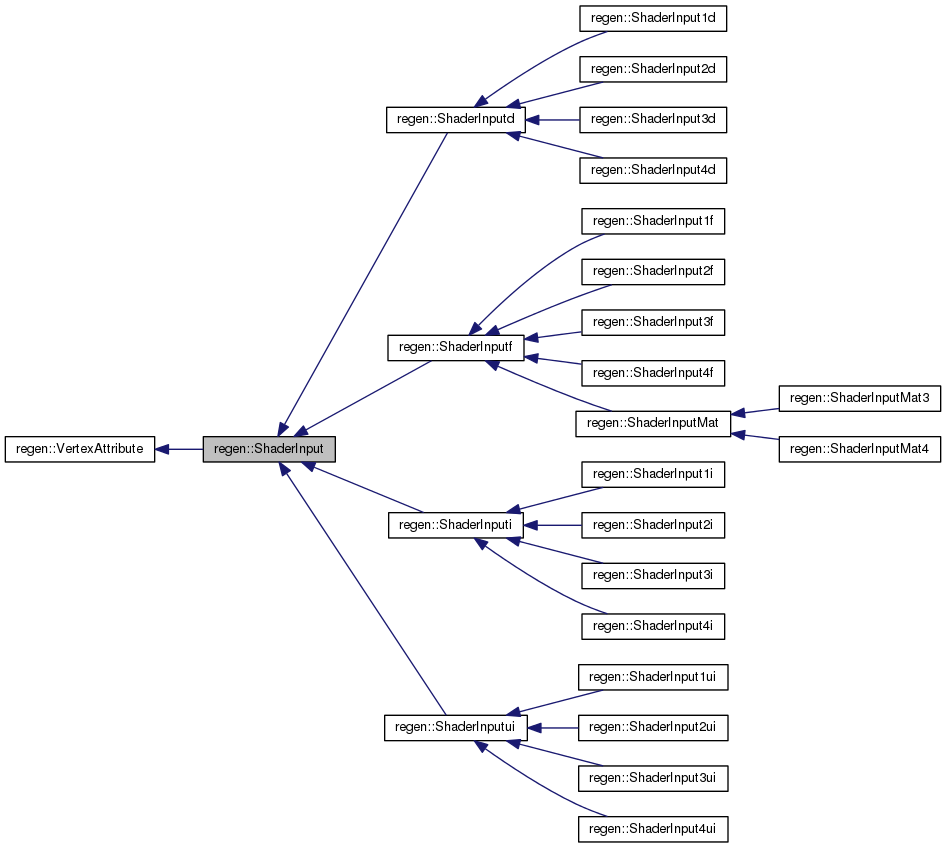 regen::ShaderInput1d
regen::ShaderInput2d
regen::ShaderInputd
regen::ShaderInput3d
regen::ShaderInput4d
regen::ShaderInput1f
regen::ShaderInput2f
regen::ShaderInput3f
regen::ShaderInputf
regen::ShaderInput4f
regen::ShaderInputMat3
regen::ShaderInputMat
regen::VertexAttribute
regen::ShaderInput
regen::ShaderInputMat4
regen::ShaderInput1i
regen::ShaderInputi
regen::ShaderInput2i
regen::ShaderInput3i
regen::ShaderInput4i
regen::ShaderInput1ui
regen::ShaderInputui
regen::ShaderInput2ui
regen::ShaderInput3ui
regen::ShaderInput4ui